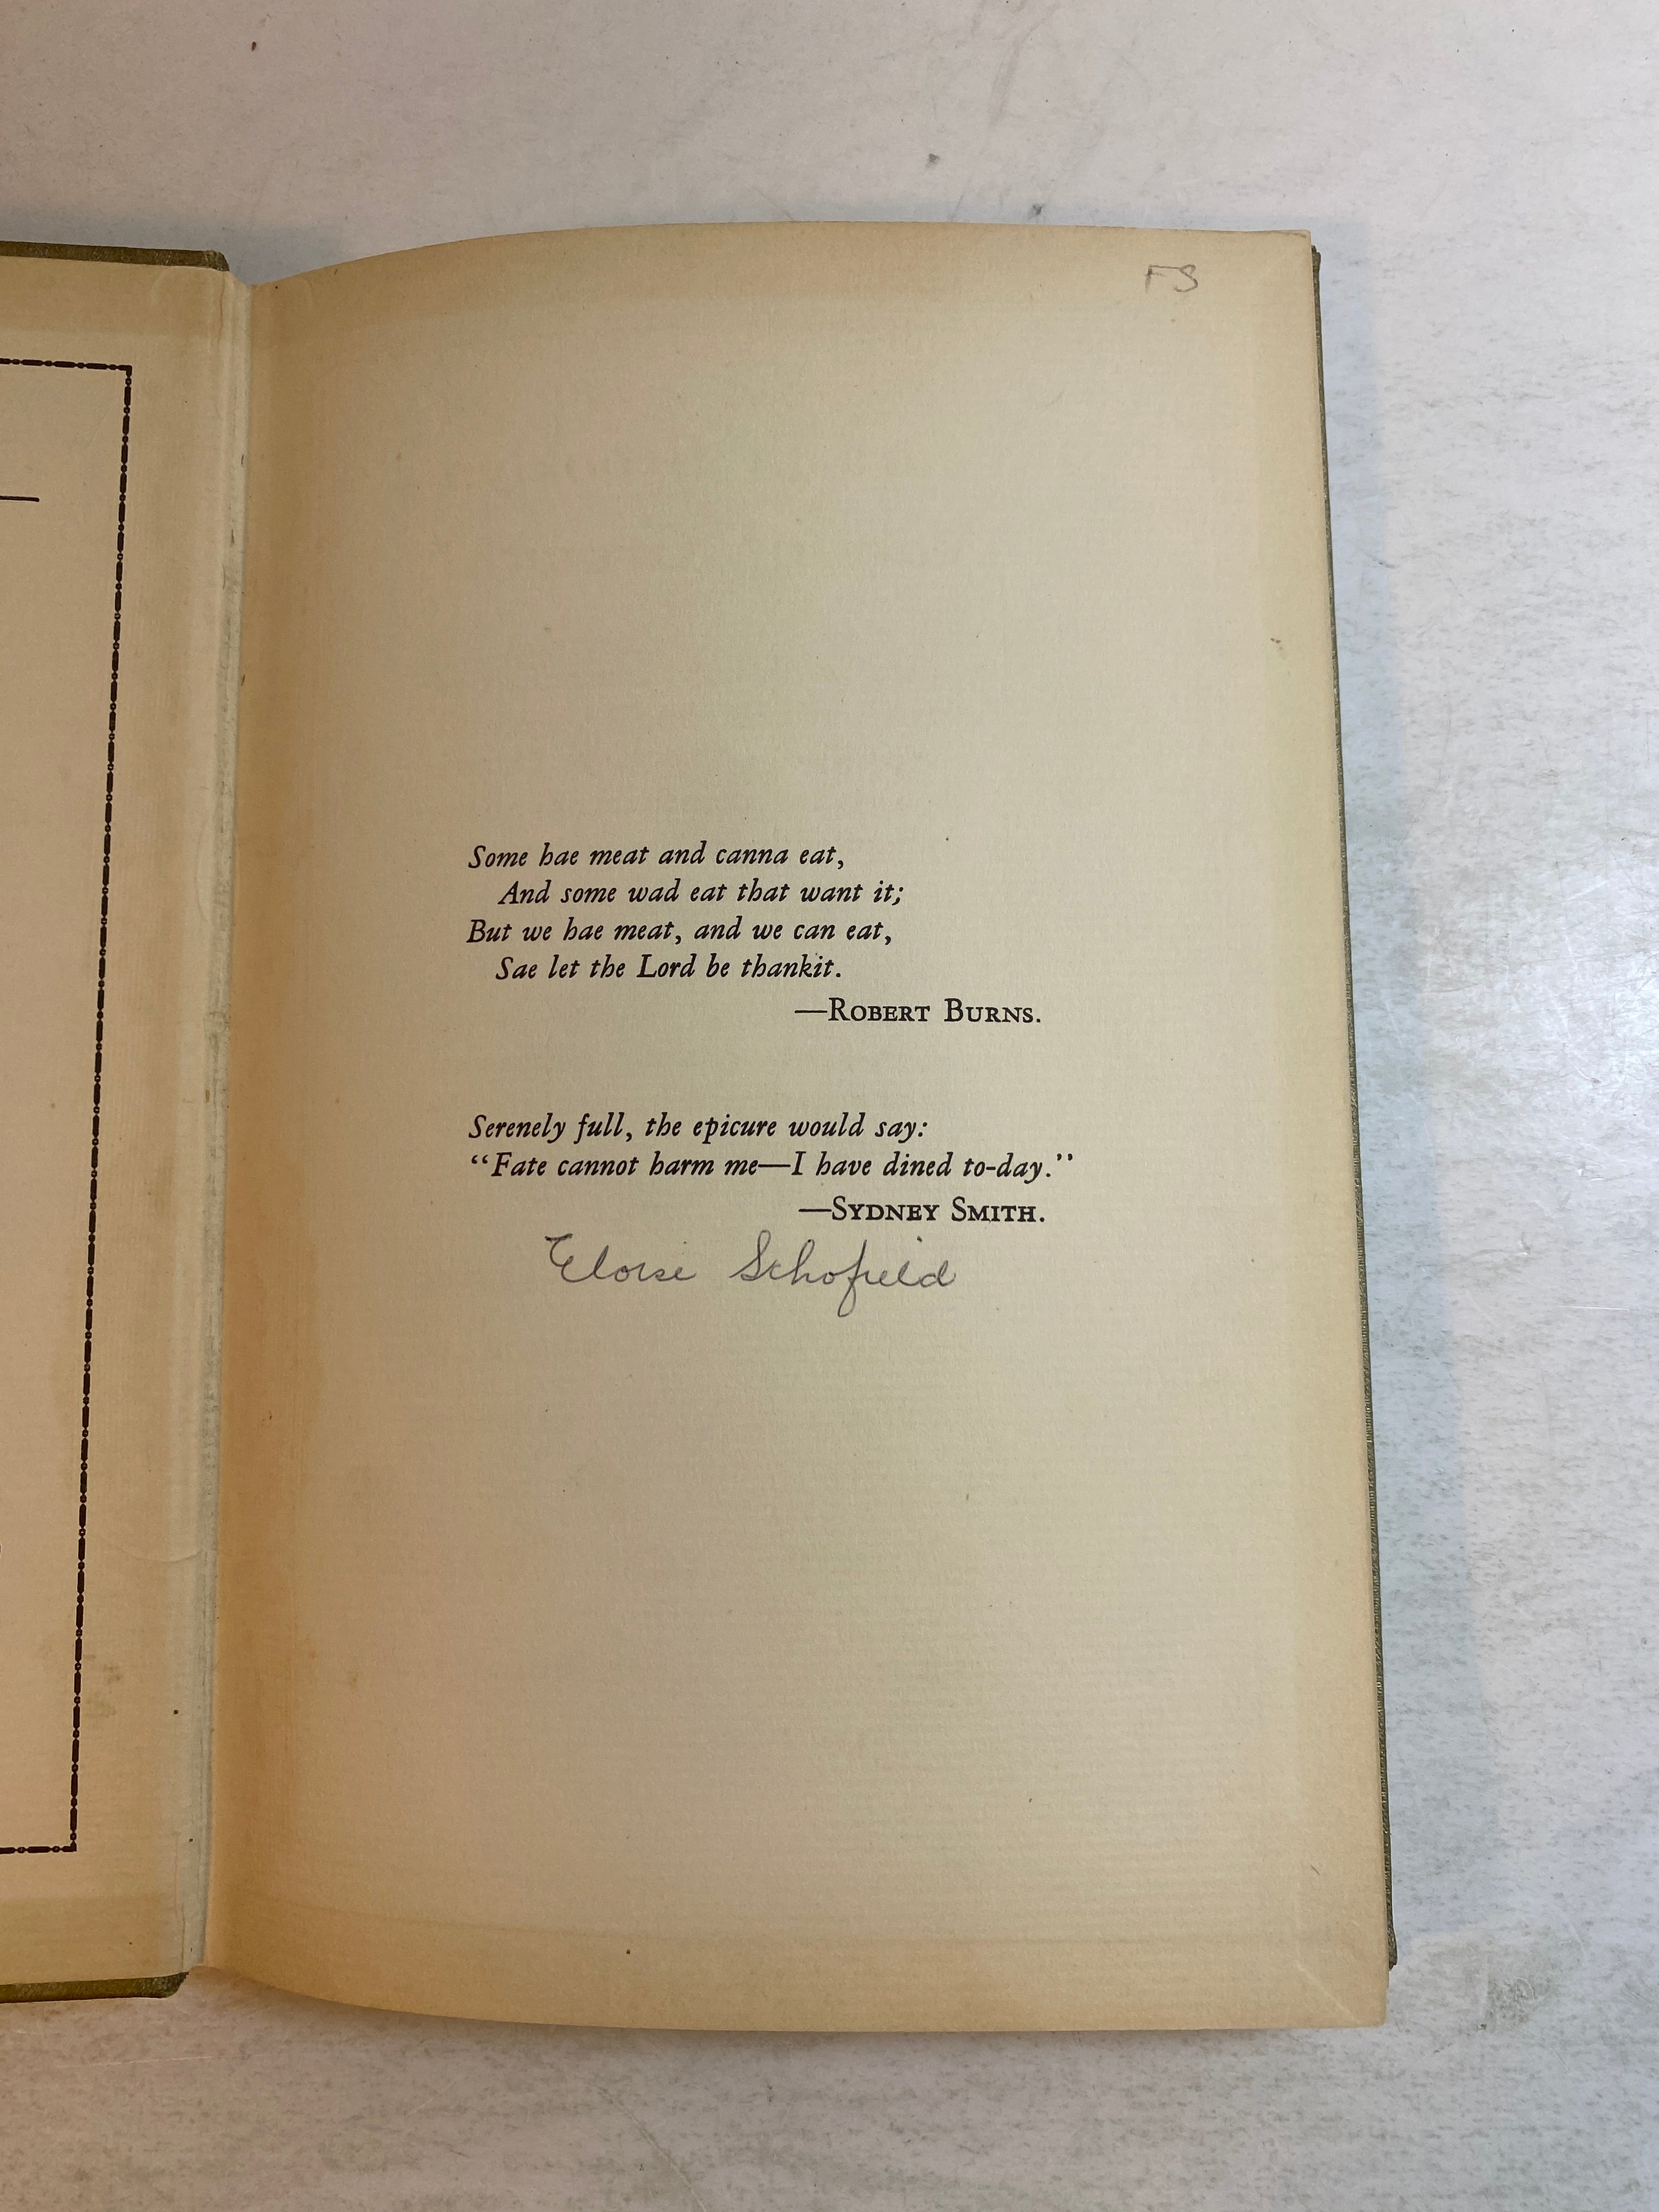 FS
Some hae meat and canna eat,
And some wad eat that want it;
But we hae meat, and we can eat,
Sae let the Lord be thankit.
—ROBERT BURNS.
Serenely full, the epicure would say:
“Fate cannot harm me—I have dined to-day.”
—SYDNEY SMITH.
Eloise Schofield